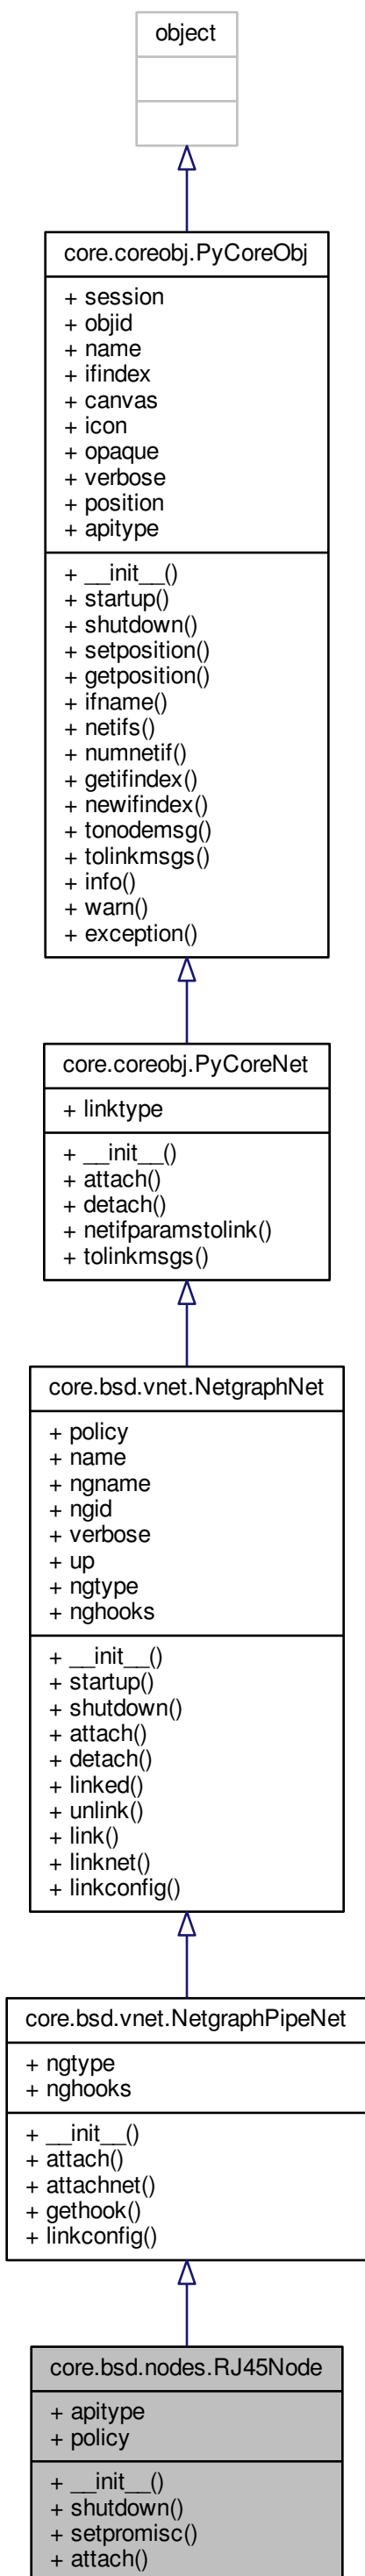 object
core.coreobj.PyCoreObj
+ session
+ objid
+ name
+ ifindex
+ canvas
+ icon
+ opaque
+ verbose
+ position
+ apitype
+ __init__()
+ startup()
+ shutdown()
+ setposition()
+ getposition()
+ ifname()
+ netifs()
+ numnetif()
+ getifindex()
+ newifindex()
+ tonodemsg()
+ tolinkmsgs()
+ info()
+ warn()
+ exception()
core.coreobj.PyCoreNet
+ linktype
+ __init__()
+ attach()
+ detach()
+ netifparamstolink()
+ tolinkmsgs()
core.bsd.vnet.NetgraphNet
+ policy
+ name
+ ngname
+ ngid
+ verbose
+ up
+ ngtype
+ nghooks
+ __init__()
+ startup()
+ shutdown()
+ attach()
+ detach()
+ linked()
+ unlink()
+ link()
+ linknet()
+ linkconfig()
core.bsd.vnet.NetgraphPipeNet
+ ngtype
+ nghooks
+ __init__()
+ attach()
+ attachnet()
+ gethook()
+ linkconfig()
core.bsd.nodes.RJ45Node
+ apitype
+ policy
+ __init__()
+ shutdown()
+ setpromisc()
+ attach()